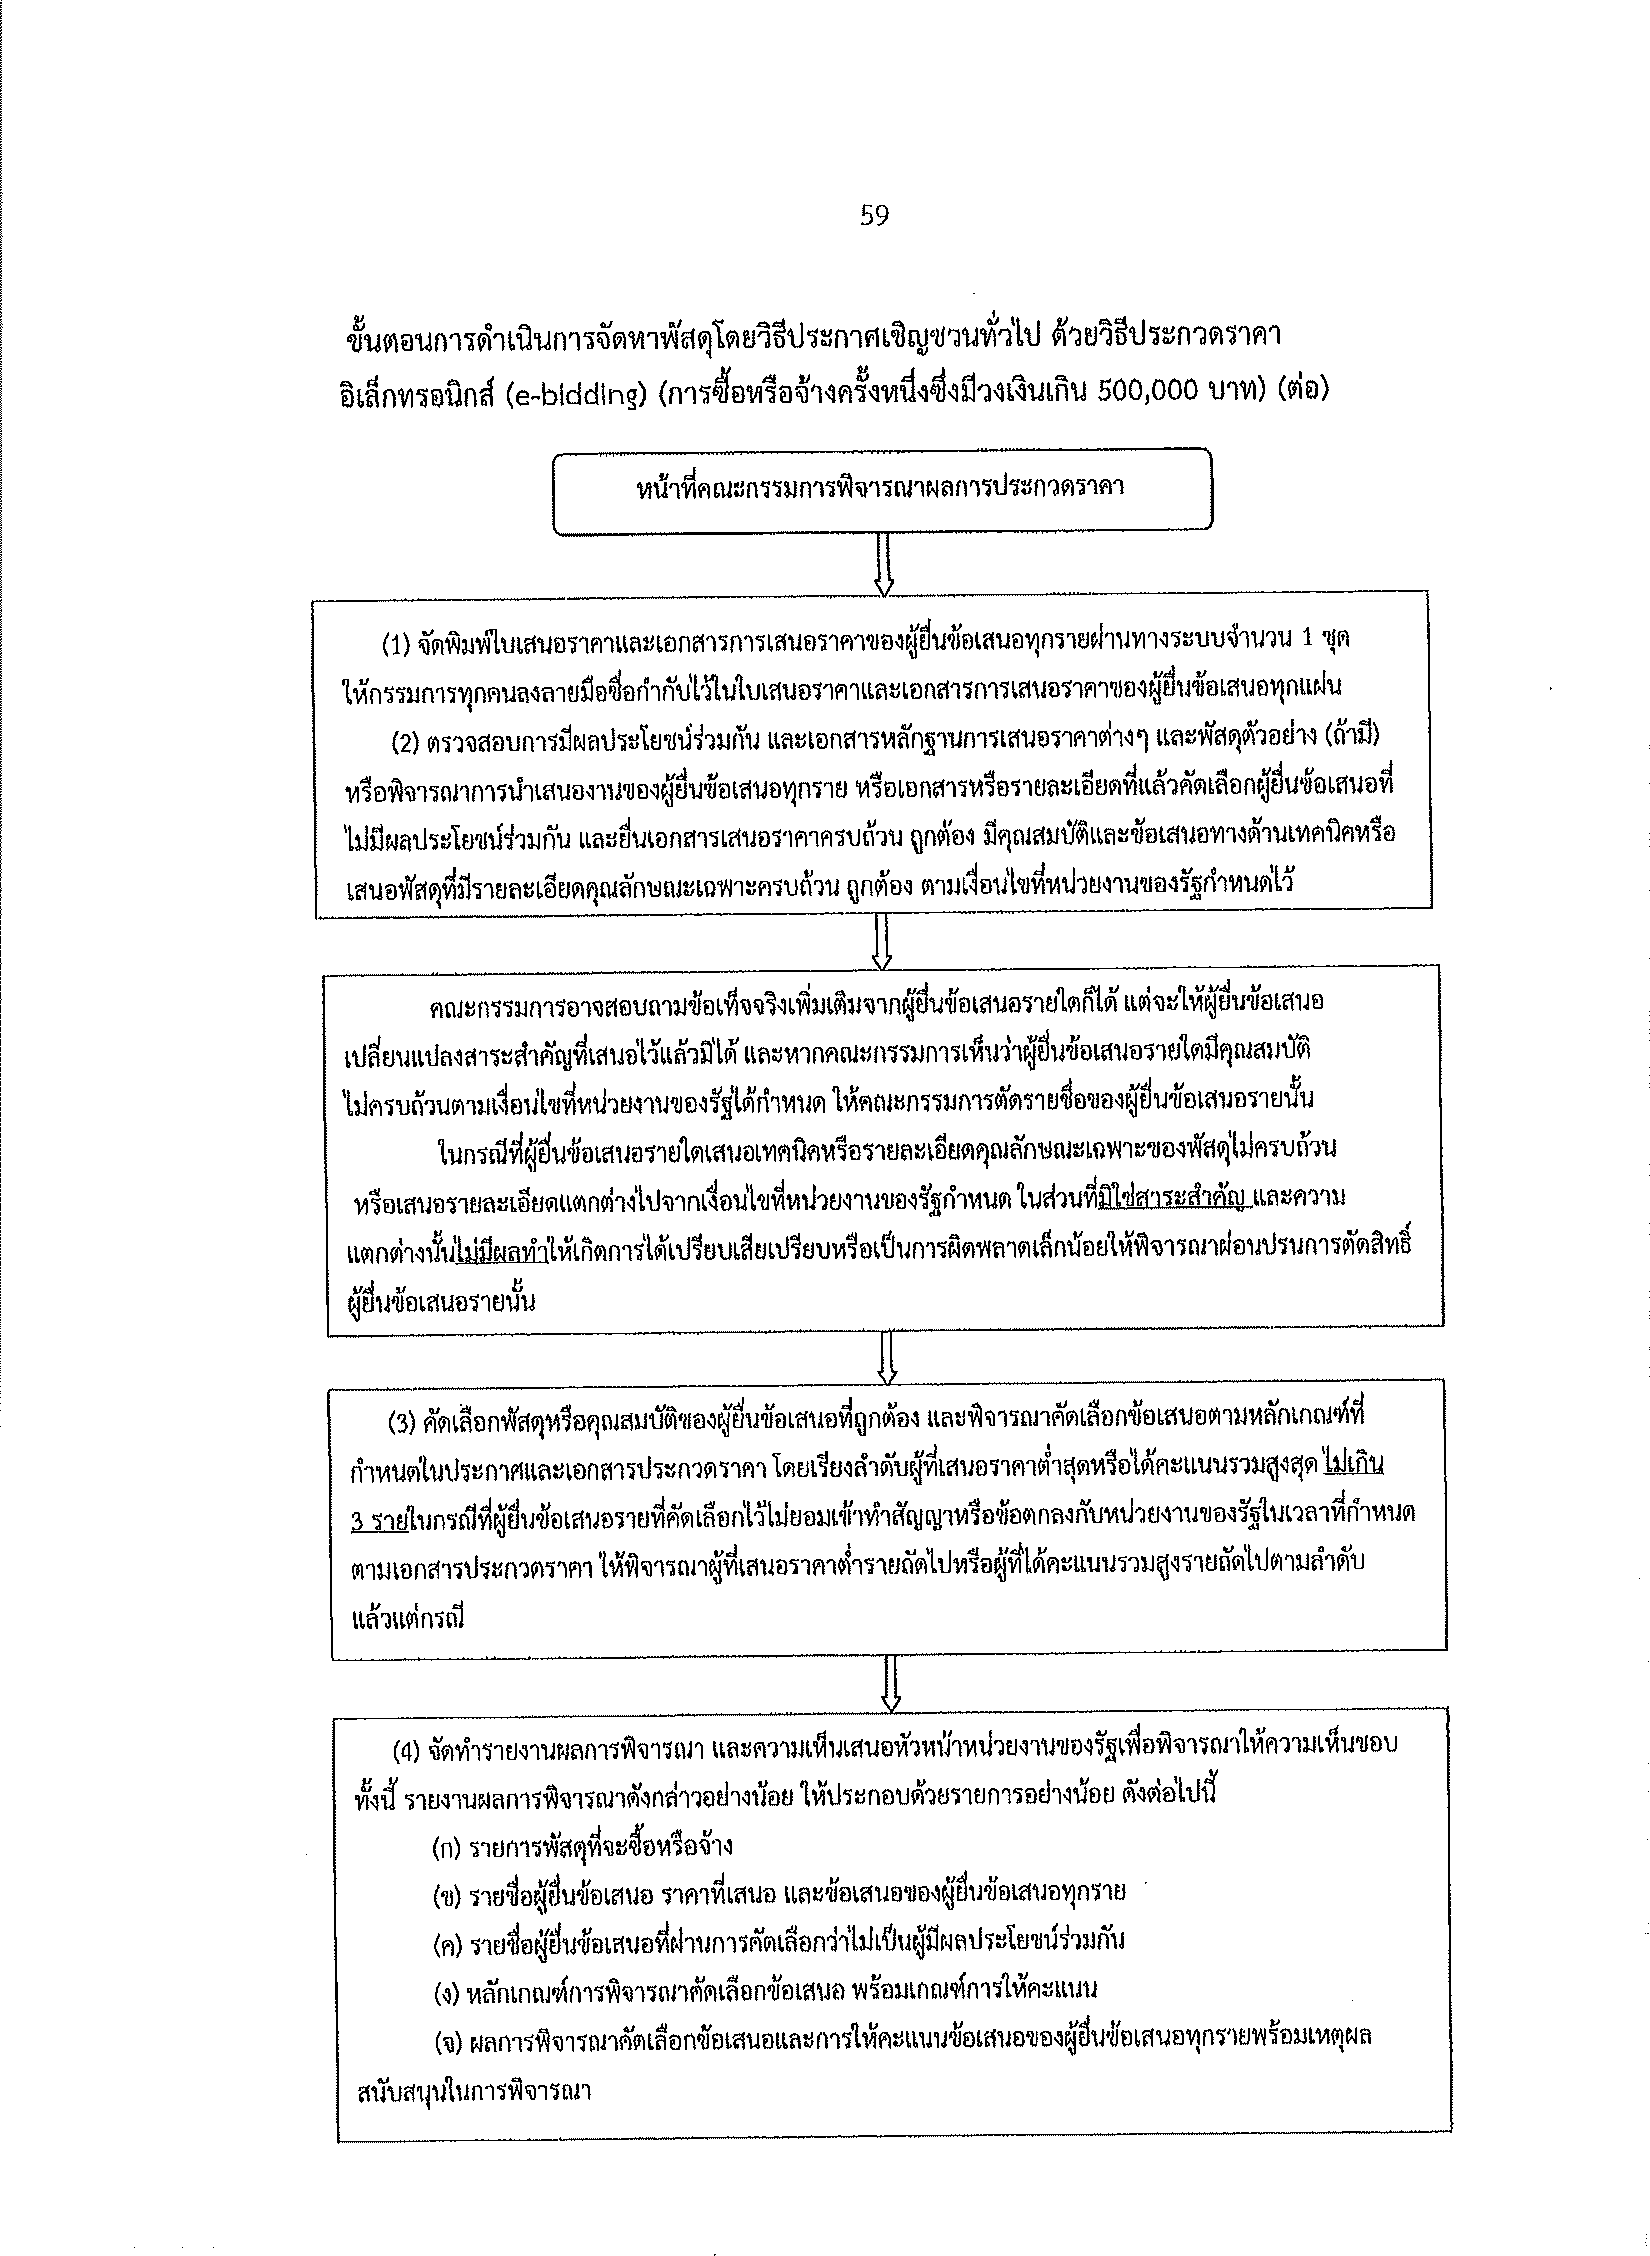 59
ขั้นตอนการดำเนินการจัดหาพัสดุโดยวิธีประกาศเชิญชวนทั่วไป ด้วยวิธีประกวดราคา
อิเล็กทรอนิกส์ (e-bidding) (การซื้อหรือจ้างครั้งหนึ่งซึ่งมีวงเงินเกิน 500,000 บาท) (ต่อ)
หน้าที่คณะกรรมการพิจารณาผลการประกวดราคา
(1) จัดพิมพ์ใบเสนอราคาและเอกสารการเสนอราคาของผู้ยื่นข้อเสนอทุกรายผ่านทางระบบจำนวน 1 ชุด
ให้กรรมการทุกคนลงลายมือชื่อกำกับไว้ในใบเสนอราคาและเอกสารการเสนอราคาของผู้ยื่นข้อเสนอทุกแผ่น
(2) ตรวจสอบการมีผลประโยชน์ร่วมกัน และเอกสารหลักฐานการเสนอราคาต่างๆ และพัสดุตัวอย่าง (ถ้ามี)
หรือพิจารณาการนำเสนองานของผู้ยื่นข้อเสนอทุกราย หรือเอกสารหรือรายละเอียดที่แล้วคัดเลือกผู้ยื่นข้อเสนอที่
ไม่มีผลประโยชน์ร่วมกัน และยื่นเอกสารเสนอราคาครบถ้วน ถูกต้อง มีคุณสมบัติและข้อเสนอทางด้านเทคนิคหรือ
เสนอพัสดุที่มีรายละเอียดคุณลักษณะเฉพาะครบถ้วน ถูกต้อง ตามเงื่อนไขที่หน่วยงานของรัฐกำหนดไว้
คณะกรรมการอาจสอบถามข้อเท็จจริงเพิ่มเติมจากผู้ยื่นข้อเสนอรายใดก็ได้ แต่จะให้ผู้ยื่นข้อเสนอ
เปลี่ยนแปลงสาระสำคัญที่เสนอไว้แล้วมิได้ และหากคณะกรรมการเห็นว่าผู้ยื่นข้อเสนอรายใดมีคุณสมบัติ
ไม่ครบถ้วนตามเงื่อนไขที่หน่วยงานของรัฐได้กำหนด ให้คณะกรรมการตัดรายชื่อของผู้ยื่นข้อเสนอรายนั้น
ในกรณีที่ผู้ยื่นข้อเสนอรายใดเสนอเทคนิคหรือรายละเอียดคุณลักษณะเฉพาะของพัสดุไม่ครบถ้วน
หรือเสนอรายละเอียดแตกต่างไปจากเงื่อนไขที่หน่วยงานของรัฐกำหนด ในส่วนที่มิใช่สาระสำคัญ และความ
แตกต่างนั้นไม่มีผลทำให้เกิดการได้เปรียบเสียเปรียบหรือเป็นการผิดพลาดเล็กน้อยให้พิจารณาผ่อนปรนการตัดสิทธิ์
ผู้ยื่นข้อเสนอรายนั้น
(3) คัดเลือกพัสดุหรือคุณสมบัติของผู้ยื่นข้อเสนอที่ถูกต้อง และพิจารณาคัดเลือกข้อเสนอตามหลักเกณฑ์ที่
กำหนดในประกาศและเอกสารประกวดราคา โดยเรียงลำดับผู้ที่เสนอราคาต่ำสุดหรือได้คะแนนรวมสูงสุด ไม่เกิน
3 รายในกรณีที่ผู้ยื่นข้อเสนอรายที่คัดเลือกไว้ไม่ยอมเข้าทำสัญญาหรือข้อตกลงกับหน่วยงานของรัฐในเวลาที่กำหนด
ตามเอกสารประกวดราคา ให้พิจารณาผู้ที่เสนอราคาต่ำรายถัดไปหรือผู้ที่ได้คะแนนรวมสูงรายถัดไปตามลำดับ
แล้วแต่กรณี
(4) จัดทำรายงานผลการพิจารณา และความเห็นเสนอหัวหน้าหน่วยงานของรัฐเพื่อพิจารณาให้ความเห็นชอบ
ทั้งนี้ รายงานผลการพิจารณาดังกล่าวอย่างน้อย ให้ประกอบด้วยรายการอย่างน้อย ดังต่อไปนี้
(ก) รายการพัสดุที่จะซื้อหรือจ้าง
(ข) รายชื่อผู้ยื่นข้อเสนอ ราคาที่เสนอ และข้อเสนอของผู้ยื่นข้อเสนอทุกราย
(ค) รายชื่อผู้ยื่นข้อเสนอที่ผ่านการคัดเลือกว่าไม่เป็นผู้มีผลประโยชน์ร่วมกัน
(ง) หลักเกณฑ์การพิจารณาคัดเลือกข้อเสนอ พร้อมเกณฑ์การให้คะแนน
(จ) ผลการพิจารณาคัดเลือกข้อเสนอและการให้คะแนนข้อเสนอของผู้ยื่นข้อเสนอทุกรายพร้อมเหตุผล
สนับสนุนในการพิจารณา